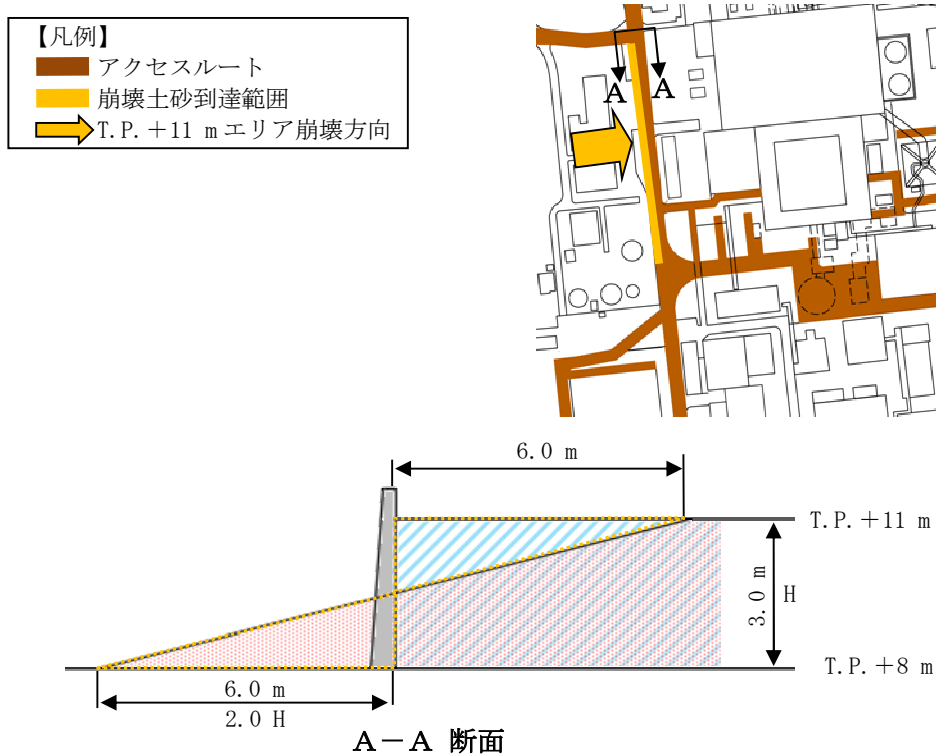 【凡例】
アクセスルート
崩壊土砂到達範囲
T.P.+11 m エリア崩壊方向
A A
6.0 m
T.P.+11 m
3.0 m
H
T.P.+8 m
6.0 m
2.0 H
A-A 断面